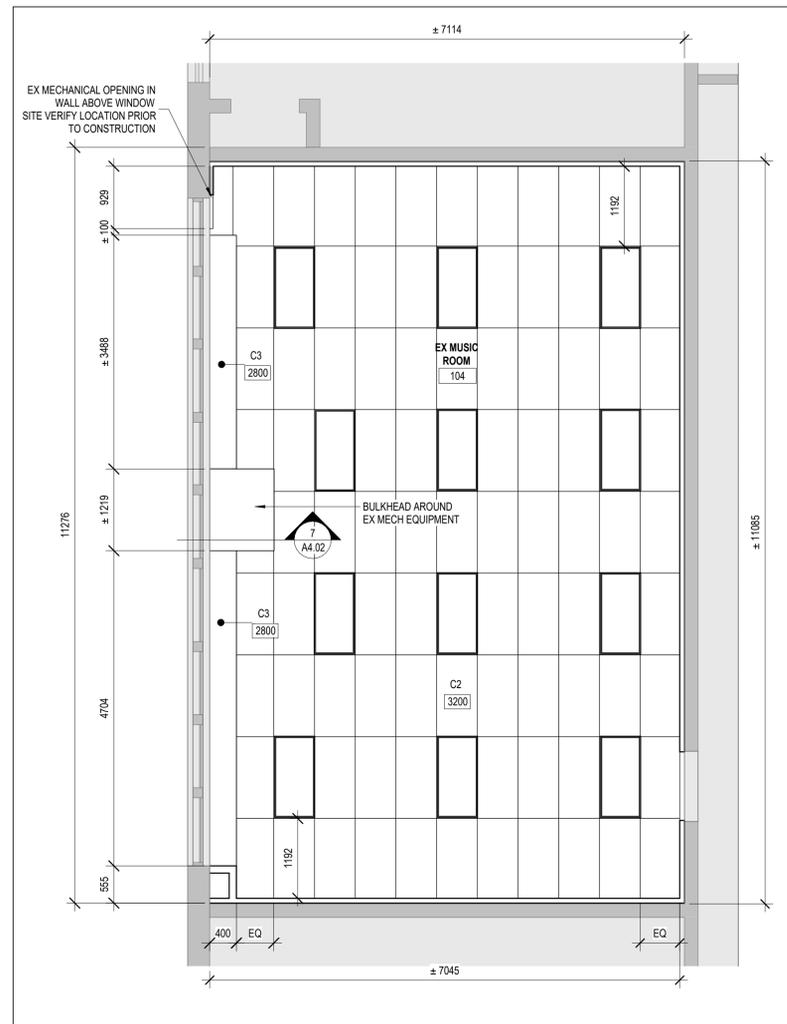 ± 7114
EX MECHANICAL OPENING IN
WALL ABOVE WINDOW
SITE VERIFY LOCATION PRIOR
TO CONSTRUCTION
929
± 100
1192
± 3488
EX MUSIC
ROOM
104
C3
2800
11276
± 1219
BULKHEAD AROUND
EX MECH EQUIPMENT
7
A4.02
± 11085
C3
2800
4704
C2
3200
1192
555
400
EQ
EQ
± 7045